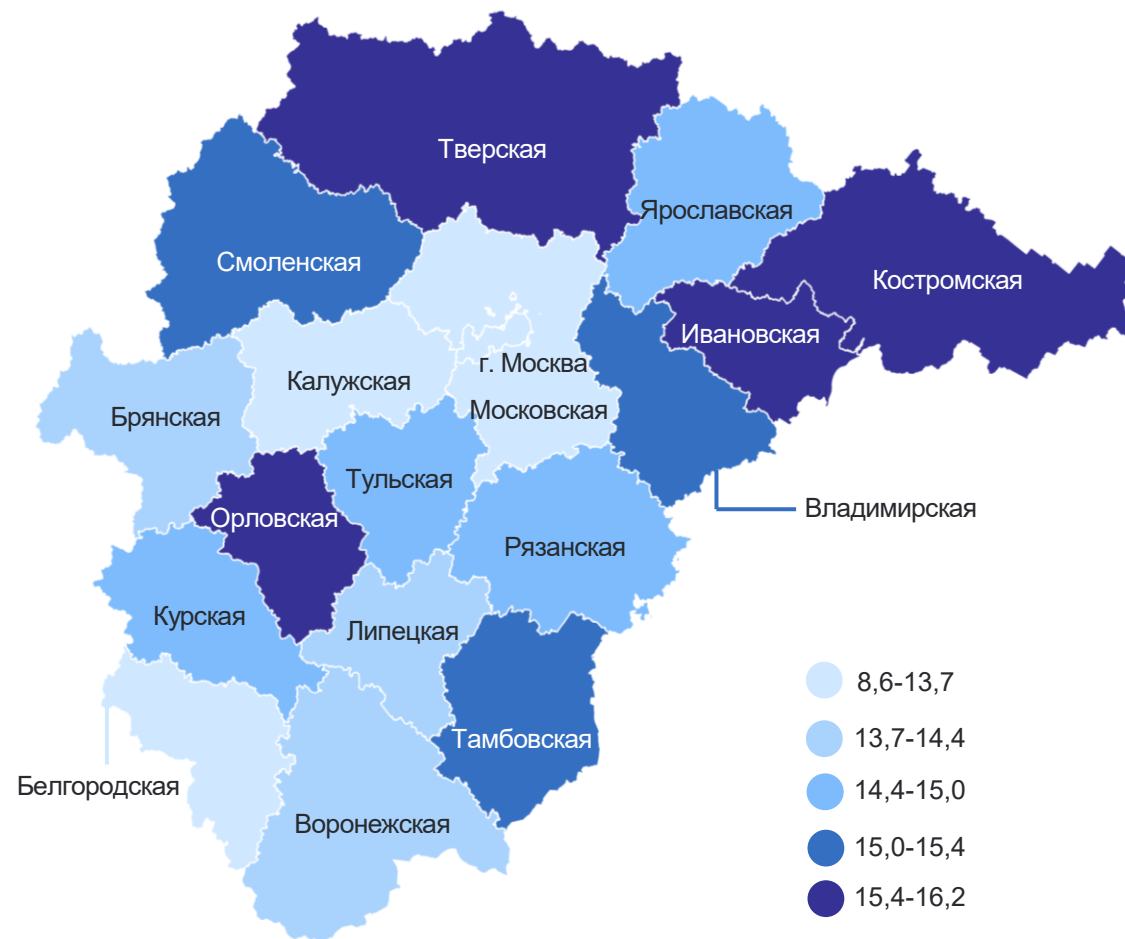 Тверская
Ярославская
Смоленская
Костромская
Ивановская
г. Москва
Калужская
Московская
Брянская
Тульская
Владимирская
Орловская
Рязанская
Курская
Липецкая
8,6-13,7
13,7-14,4
Тамбовская
Белгородская
14,4-15,0
Воронежская
15,0-15,4
15,4-16,2